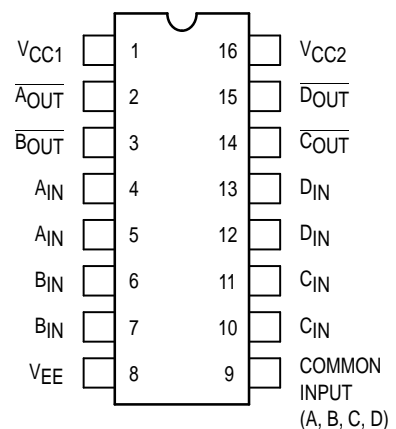 VCC1 1 16 VCC2
AOUT 2 15 DOUT
BOUT 3 14 COUT
AIN 4 13 DIN
AIN 5 12 DIN
BIN 6 11 CIN
BIN 7 10 CIN
VEE 8 9 COMMON
INPUT
(A, B, C, D)